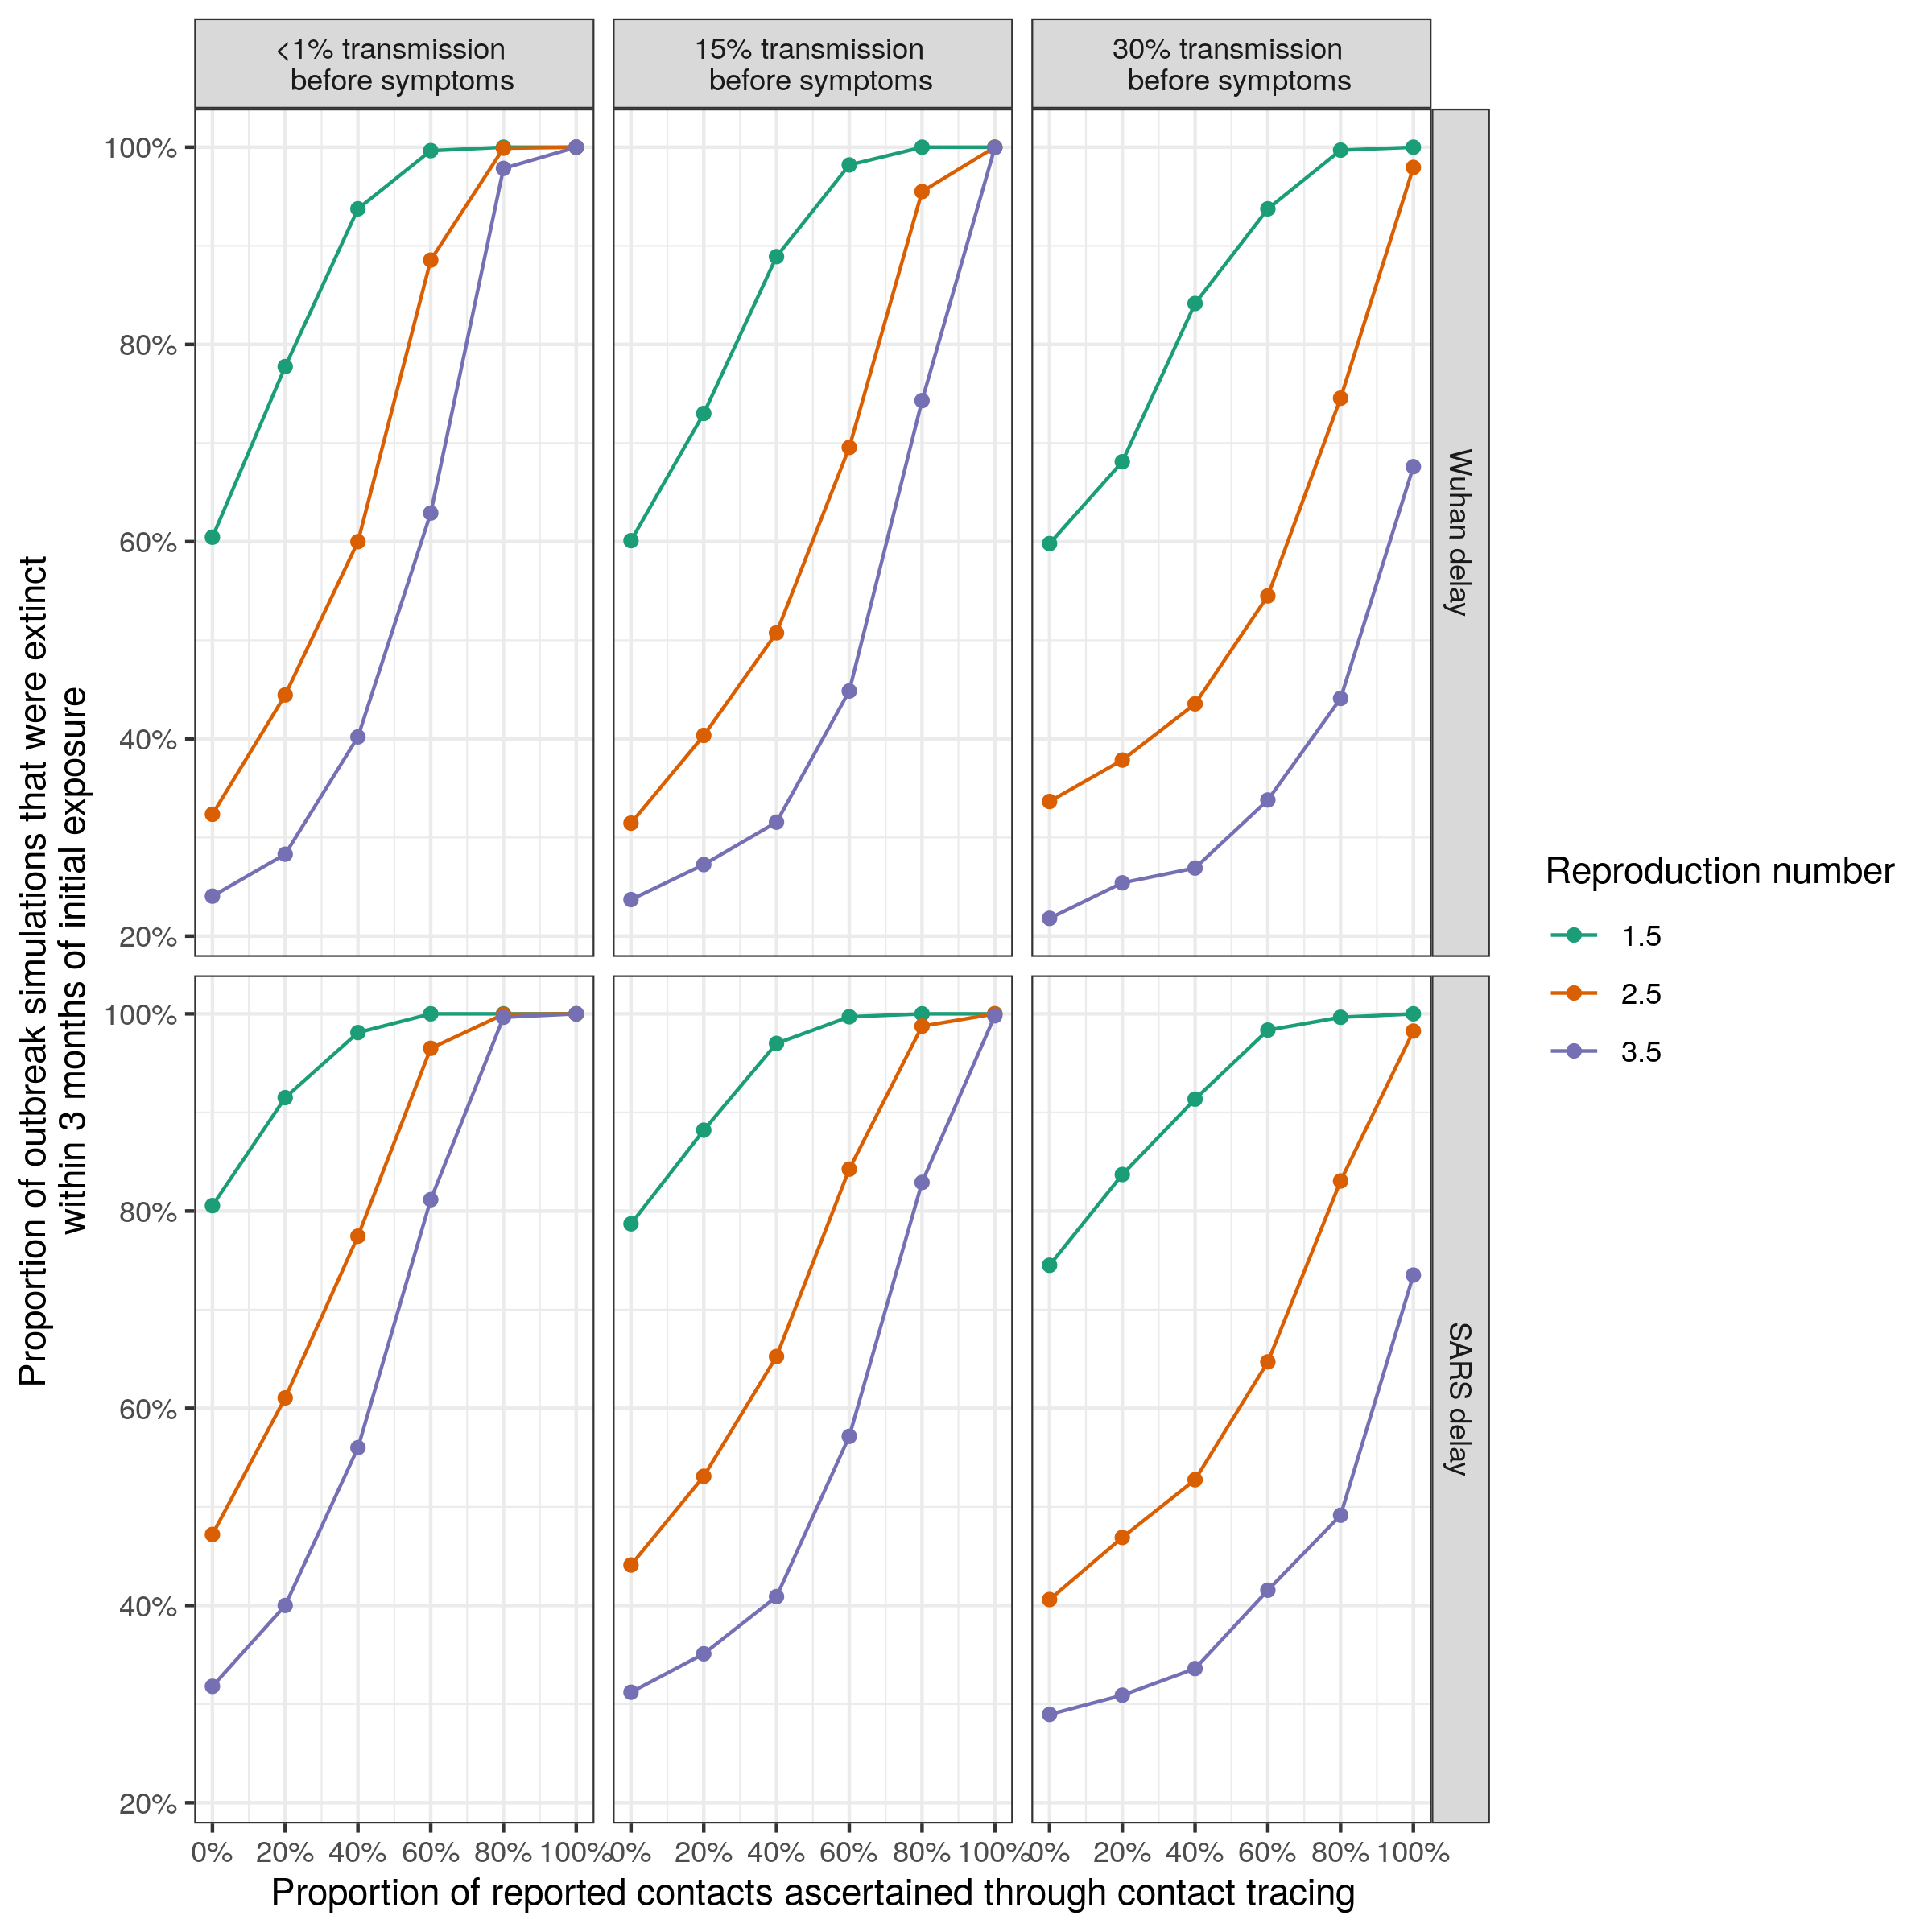 <1% transmission
before symptoms
15% transmission
before symptoms
30% transmission
before symptoms
Proportion of outbreak simulations that were extinct
within 3 months of initial exposure
100%
80%
60%
40%
20%
Wuhan delay
100%
80%
60%
40%
20%
SARS delay
0% 20% 40% 60% 80% 100%
0% 20% 40% 60% 80% 100%
0% 20% 40% 60% 80% 100%
Proportion of reported contacts ascertained through contact tracing
Reproduction number
1.5
2.5
3.5